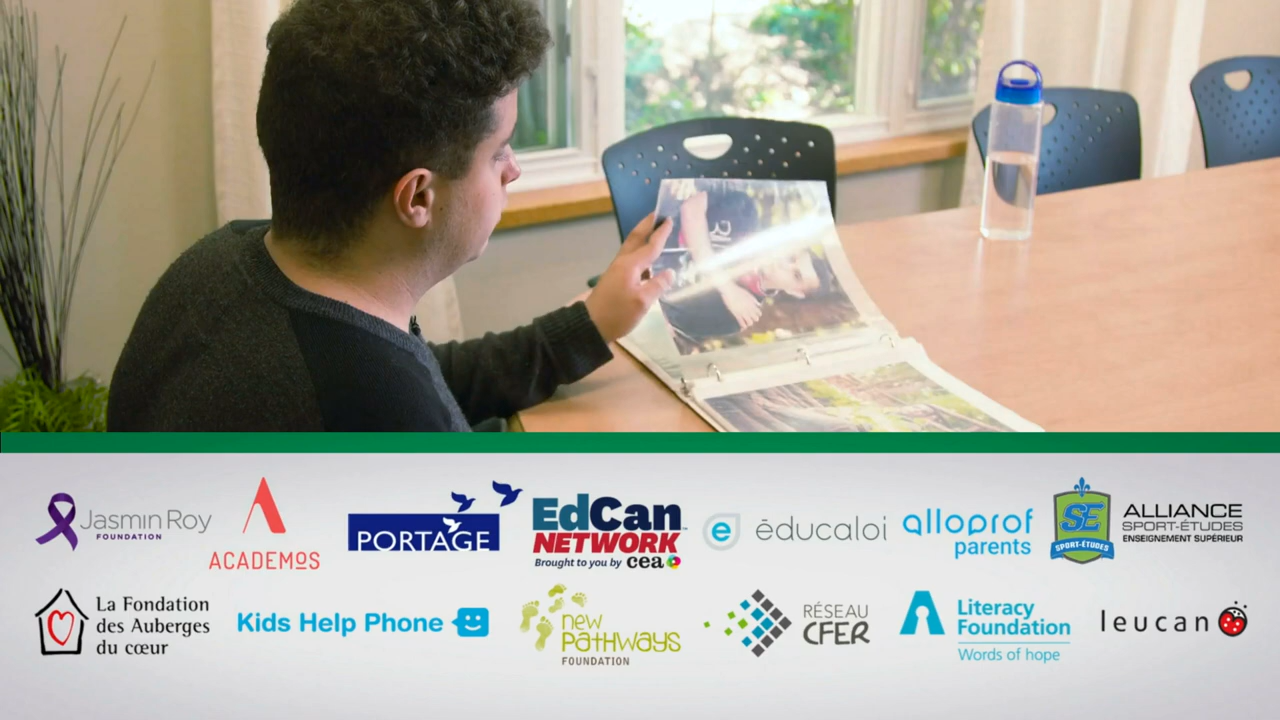 Jasmin Roy
FOUNDATION
ACADEMOS
PORTAGE
EdCan
NETWORK
Brought to you by cea
e
éducaloi
alloprof
parents
SE
SPORT-ÉTUDES
ALLIANCE
SPORT-ÉTUDES
ENSEIGNEMENT SUPÉRIEUR
La Fondation
des Auberges
du cœur
Kids Help Phone
new
PATHWAYS
FOUNDATION
RÉSEAU
CFER
Literacy
Foundation
Words of hope
leucan